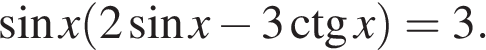 sin x(2 sin x − 3 ctg x) = 3.